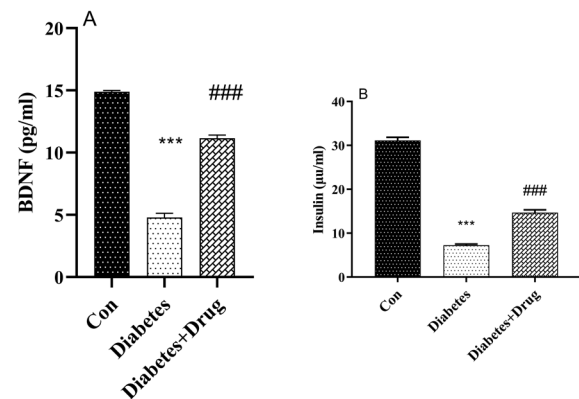 A
BDNF (pg/ml)
20
15
10
5
0
***
###
Con
Diabetes
Diabetes+Drug
B
Insulin (µu/ml)
40
30
20
10
0
***
###
Con
Diabetes
Diabetes+Drug